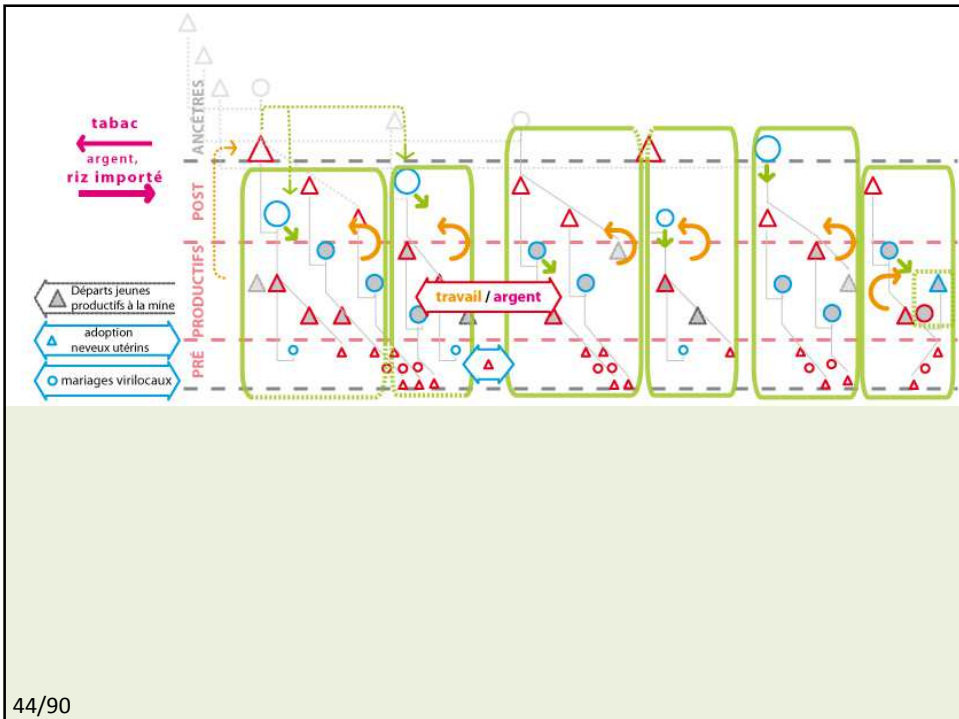 tabac
argent,
riz importé
ANCÊTRES
POST
PRODUCTIFS
PRÉ
travail / argent
Départs jeunes
productifs à la mine
adoption
neveux utérins
mariages virilocaux
44/90